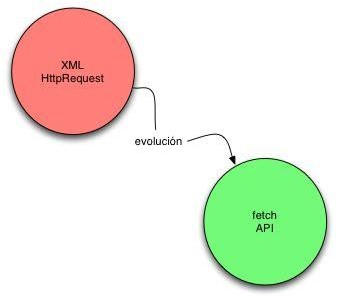 XML
HttpRequest
evolución
fetch
API